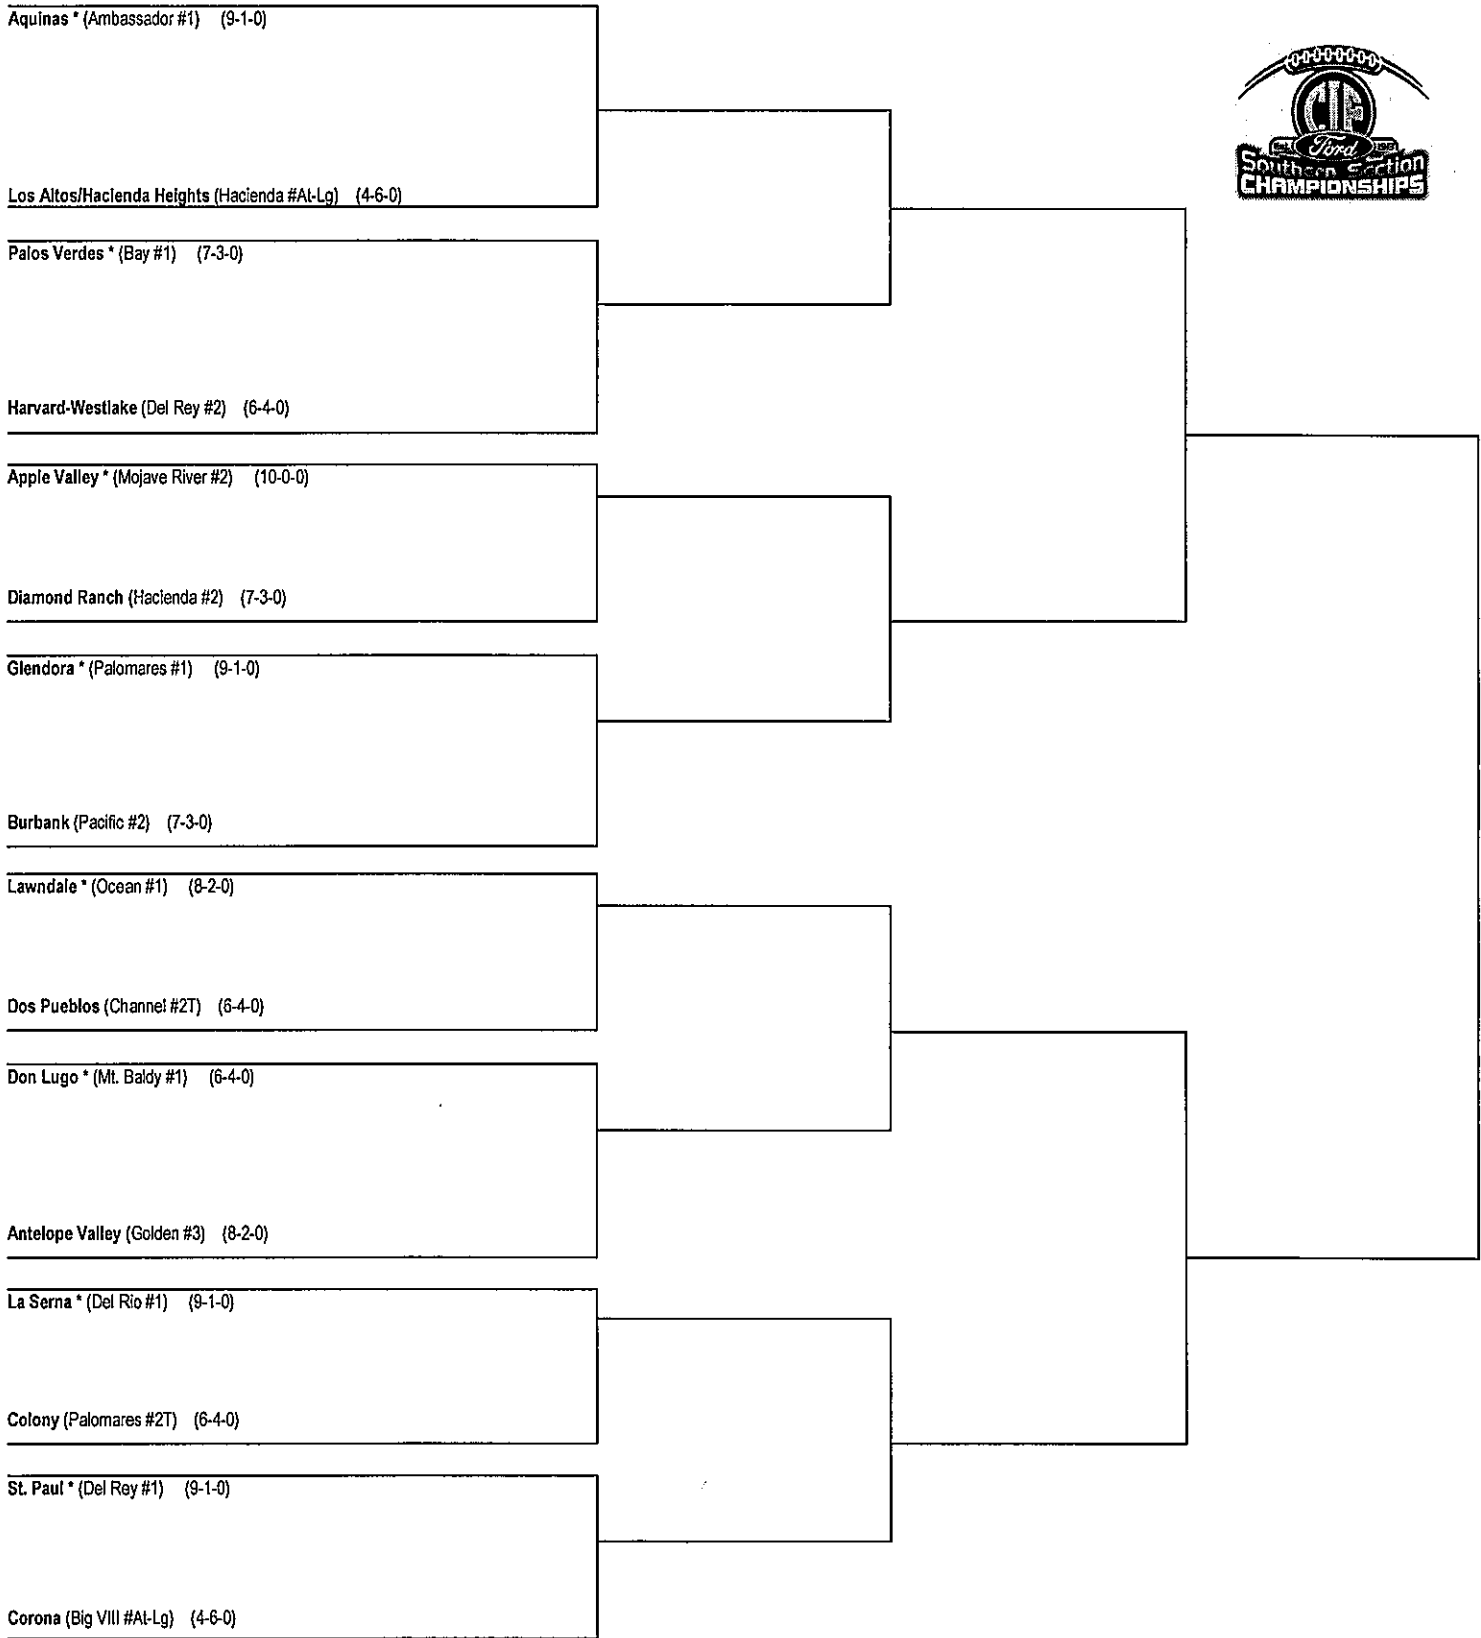 Aquinas * (Ambassador #1) (9-1-0)
CIF
Ford
Southern Section
CHAMPIONSHIPS
Los Altos/Hacienda Heights (Hacienda #At-Lg) (4-6-0)
Palos Verdes * (Bay #1) (7-3-0)
Harvard-Westlake (Del Rey #2) (6-4-0)
Apple Valley * (Mojave River #2) (10-0-0)
Diamond Ranch (Hacienda #2) (7-3-0)
Glendora * (Palomares #1) (9-1-0)
Burbank (Pacific #2) (7-3-0)
Lawndale * (Ocean #1) (8-2-0)
Dos Pueblos (Channel #2T) (6-4-0)
Don Lugo * (Mt. Baldy #1) (6-4-0)
Antelope Valley (Golden #3) (8-2-0)
La Serna * (Del Rio #1) (9-1-0)
Colony (Palomares #2T) (6-4-0)
St. Paul * (Del Rey #1) (9-1-0)
Corona (Big VIII #At-Lg) (4-6-0)